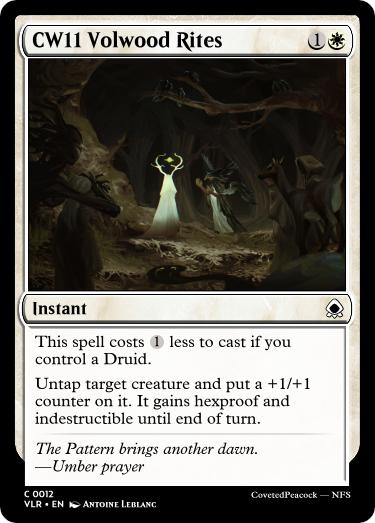 CW11 Volwood Rites 1
Instant
This spell costs 1 less to cast if you
control a Druid.
Untap target creature and put a +1/+1
counter on it. It gains hexproof and
indestructible until end of turn.
The Pattern brings another dawn.
—Umber prayer
C 0012
VLR • EN Antoine Leblanc
CovetedPeacock — NFS